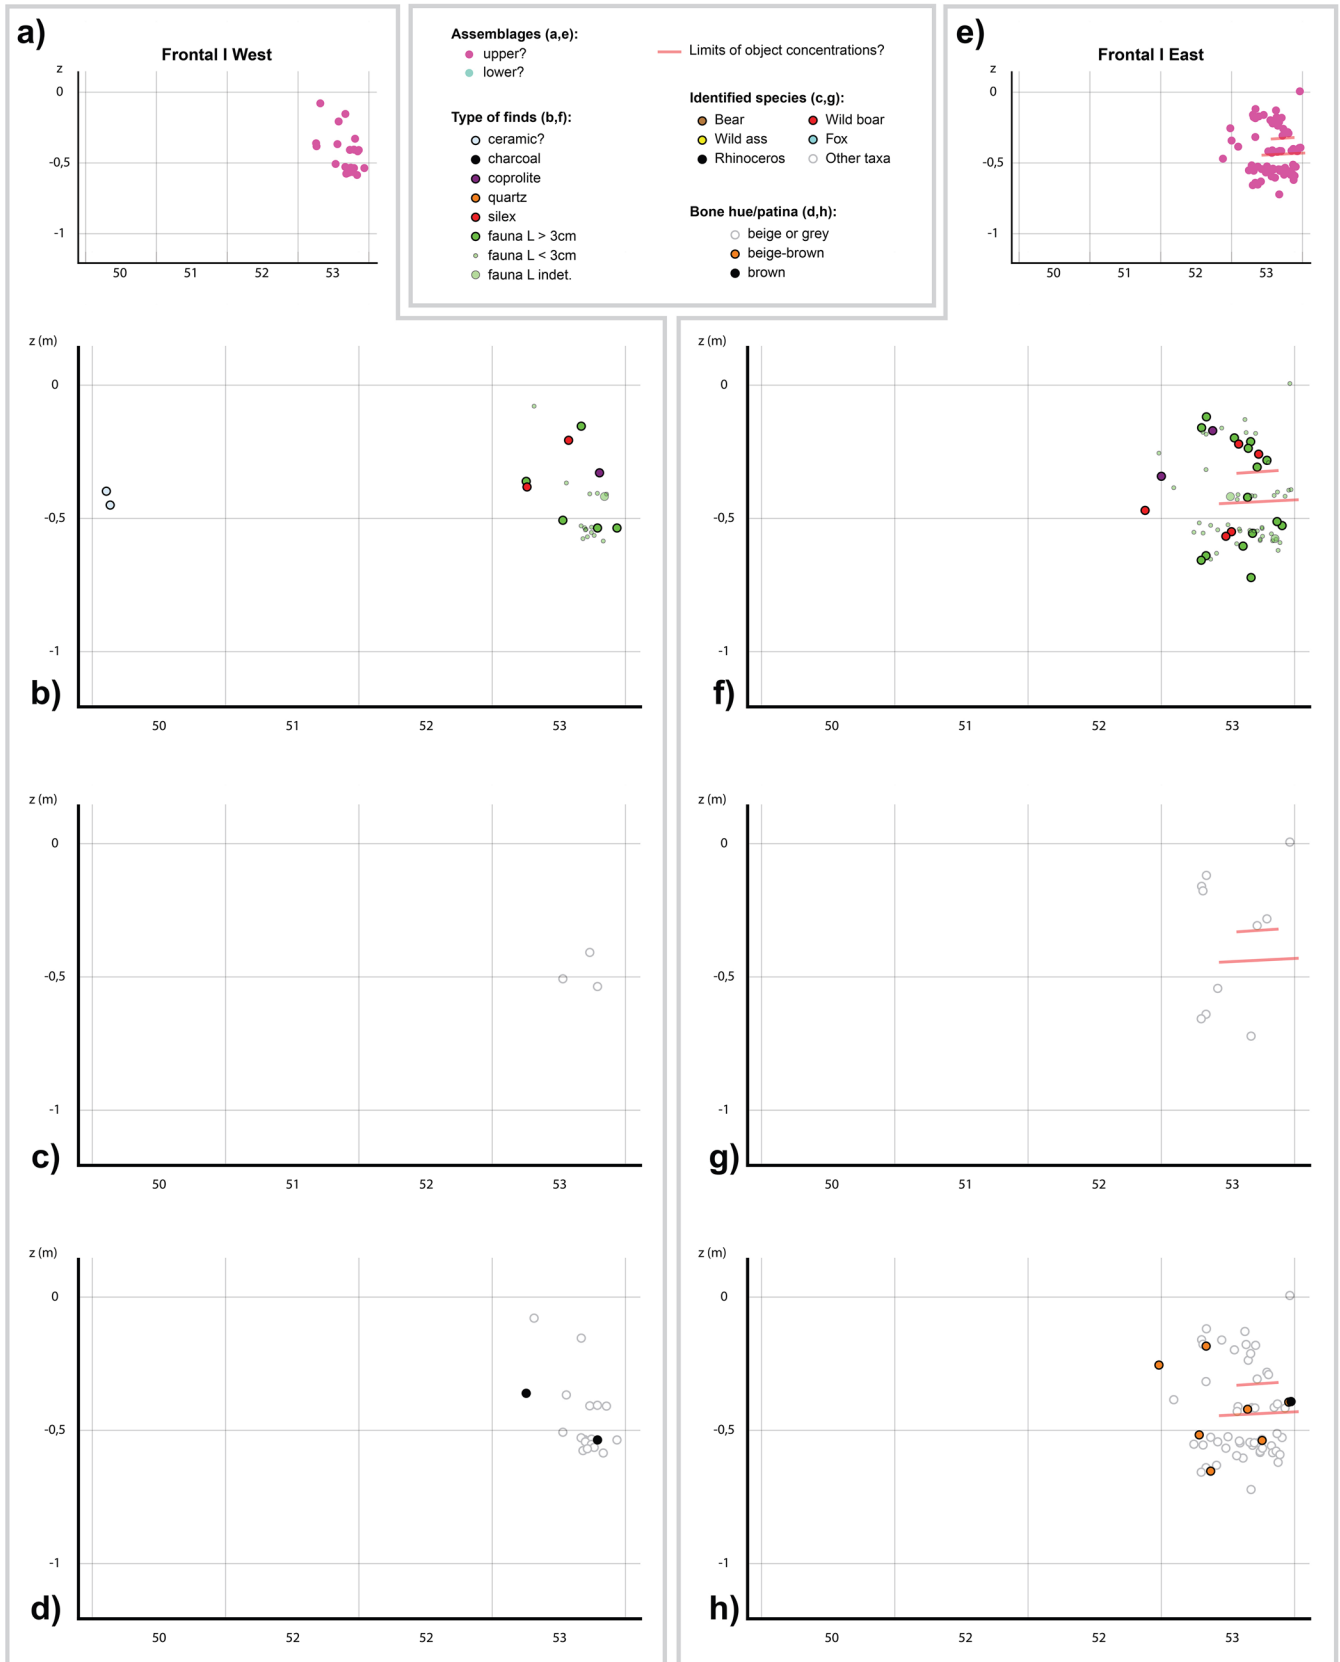 a)
Frontal I West
z
0
-0,5
-1
50
51
52
53
Assemblages (a,e):
upper?
lower?
Type of finds (b,f):
ceramic?
charcoal
coprolite
quartz
silex
fauna L > 3cm
fauna L < 3cm
fauna L indet.
Limits of object concentrations?
Identified species (c,g):
Bear
Wild boar
Wild ass
Fox
Rhinoceros
Other taxa
Bone hue/patina (d,h):
beige or grey
beige-brown
brown
e)
Frontal I East
z
0
-0,5
-1
50
51
52
53
z (m)
0
-0,5
-1
b)
50
51
52
53
z (m)
0
-0,5
-1
f)
50
51
52
53
z (m)
0
-0,5
-1
c)
50
51
52
53
z (m)
0
-0,5
-1
g)
50
51
52
53
z (m)
0
-0,5
-1
d)
50
52
52
53
z (m)
0
-0,5
-1
h)
50
52
52
53